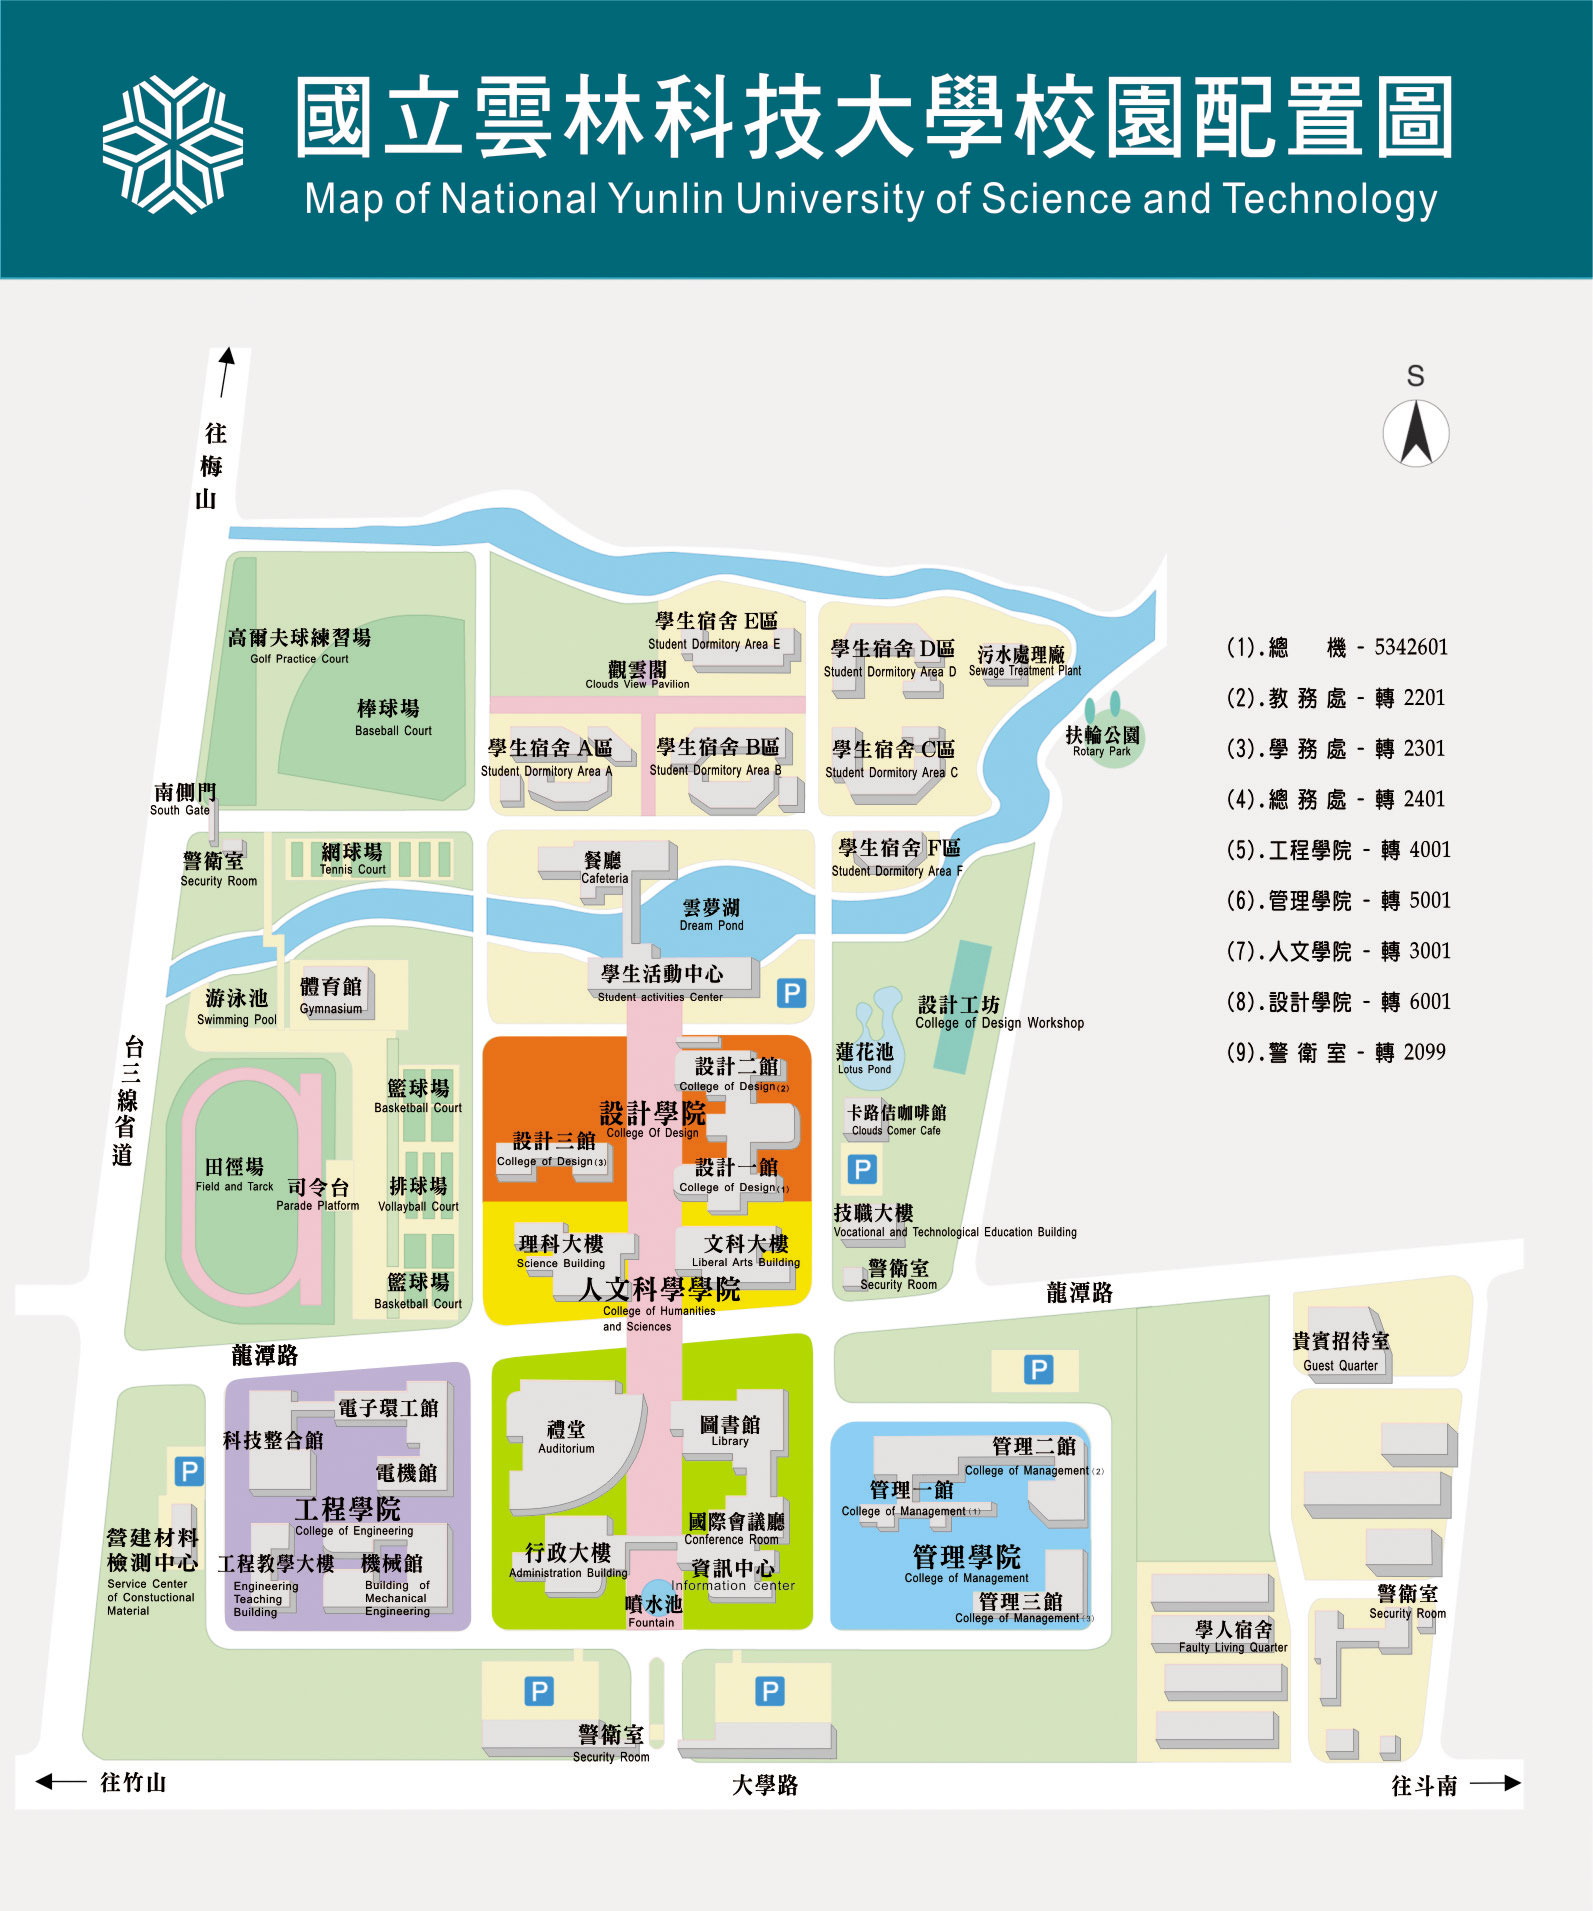 國立雲林科技大學校園配置圖
Map of National Yunlin University of Science and Technology
S
往梅山
(1).總 機 - 5342601
(2).教務處 - 轉 2201
(3).學務處 - 轉 2301
(4).總務處 - 轉 2401
(5).工程學院 - 轉 4001
(6).管理學院 - 轉 5001
(7).人文學院 - 轉 3001
(8).設計學院 - 轉 6001
(9).警衛室 - 轉 2099
高爾夫球練習場
Golf Practice Court
棒球場
Baseball Court
學生宿舍 E區
Student Dormitory Area E
觀雲閣
Clouds View Pavilion
學生宿舍 D區
Student Dormitory Area D
污水處理廠
Sewage Treatment Plant
扶輪公園
Rotary Park
學生宿舍 A區
Student Dormitory Area A
學生宿舍 B區
Student Dormitory Area B
學生宿舍 C區
Student Dormitory Area C
南側門
South Gate
警衛室
Security Room
網球場
Tennis Court
餐廳
Cafeteria
學生宿舍 F區
Student Dormitory Area F
雲夢湖
Dream Pond
學生活動中心
Student activities Center
P
游泳池
Swimming Pool
體育館
Gymnasium
設計工坊
College of Design Workshop
蓮花池
Lotus Pond
台三線省道
籃球場
Basketball Court
設計二館
College of Design(2)
設計學院
College Of Design
設計三館
College of Design(3)
設計一館
College of Design(1)
卡路佶咖啡館
Clouds Comer Cafe
P
田徑場
Field and Tarck
司令台
Parade Platform
排球場
Vollayball Court
技職大樓
Vocational and Technological Education Building
理科大樓
Science Building
文科大樓
Liberal Arts Building
人文科學學院
College of Humanities
and Sciences
警衛室
Security Room
籃球場
Basketball Court
龍潭路
龍潭路
貴賓招待室
Guest Quarter
P
電子環工館
科技整合館
電機館
工程學院
College of Engineering
工程教學大樓
Engineering
Teaching
Building
機械館
Building of
Mechanical
Engineering
P
營建材料
檢測中心
Service Center
of Constuctional
Material
禮堂
Auditorium
圖書館
Library
國際會議廳
Conference Room
行政大樓
Administration Building
資訊中心
Information center
噴水池
Fountain
管理二館
College of Management(2)
管理一館
College of Management(1)
管理學院
College of Management
管理三館
College of Management(3)
警衛室
Security Room
學人宿舍
Faulty Living Quarter
P
P
警衛室
Security Room
往竹山
大學路
往斗南